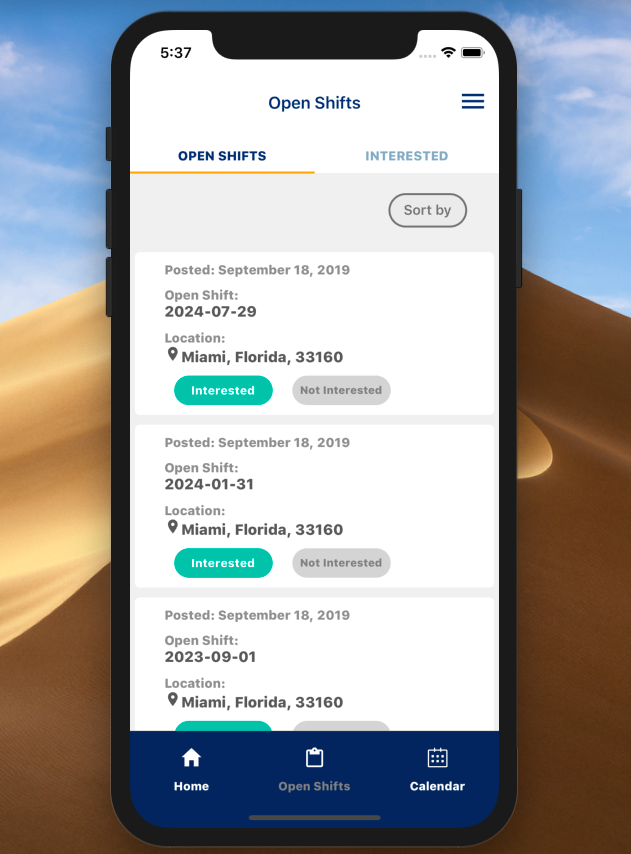 5:37
Open Shifts
OPEN SHIFTS INTERESTED
Sort by
Posted: September 18, 2019
Open Shift:
2024-07-29
Location:
Miami, Florida, 33160
Interested Not Interested
Posted: September 18, 2019
Open Shift:
2024-01-31
Location:
Miami, Florida, 33160
Interested Not Interested
Posted: September 18, 2019
Open Shift:
2023-09-01
Location:
Miami, Florida, 33160
Home Open Shifts Calendar